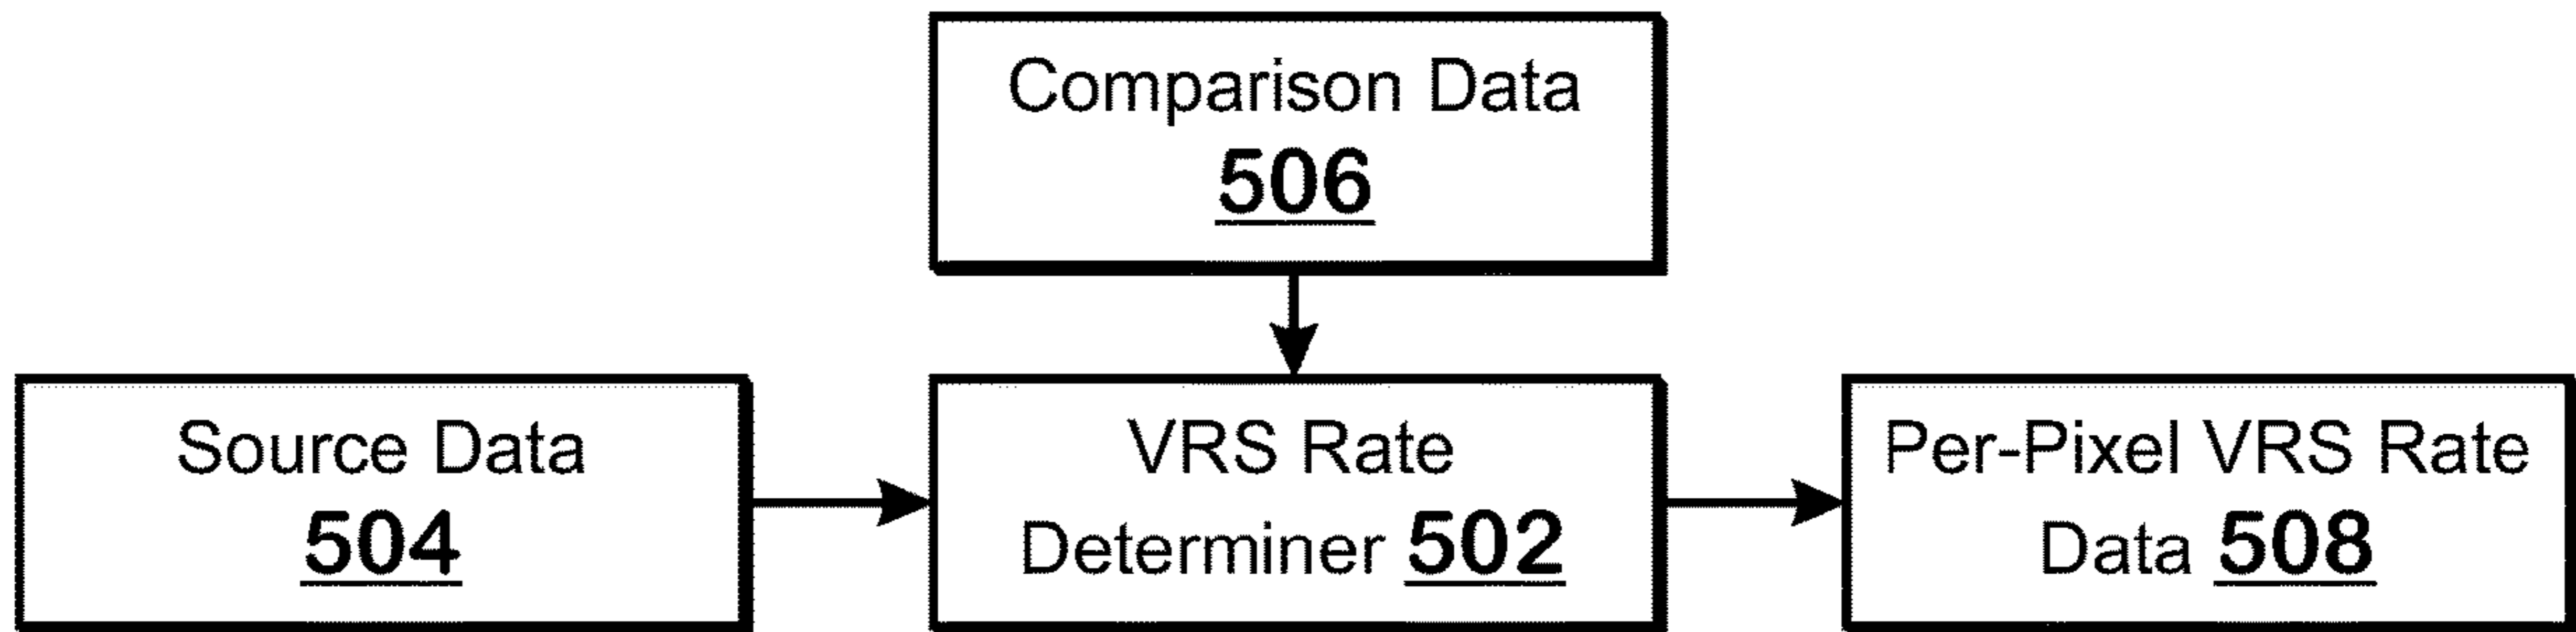 Comparison Data
506
Source Data
504
VRS Rate
Determiner 502
Per-Pixel VRS Rate
Data 508